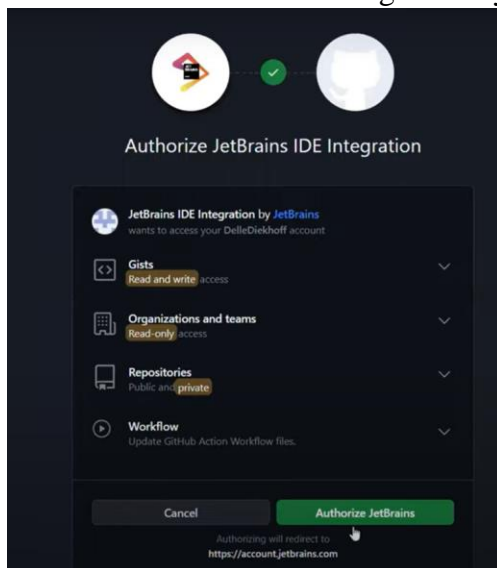 Authorize JetBrains IDE Integration
JetBrains IDE Integration by JetBrains
wants to access your DelleDiekhoff account
Gists
Read and write access
Organizations and teams
Read-only access
Repositories
Public and private
Workflow
Update GitHub Action Workflow files.
Cancel
Authorize JetBrains
Authorizing will redirect to
https://account.jetbrains.com